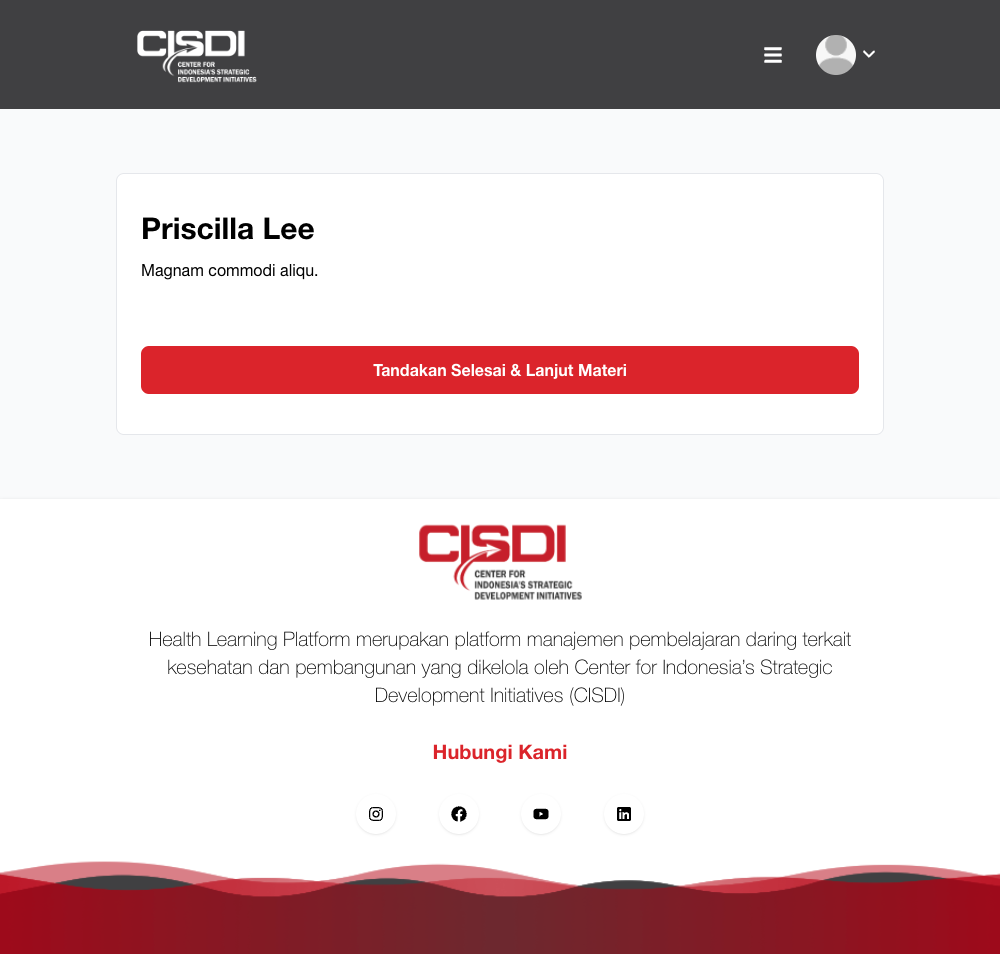 CISDI
CENTER FOR
INDONESIA'S STRATEGIC
DEVELOPMENT INITIATIVES
Priscilla Lee
Magnam commodi aliqu.
Tandakan Selesai & Lanjut Materi
CISDI
CENTER FOR
INDONESIA'S STRATEGIC
DEVELOPMENT INITIATIVES
Health Learning Platform merupakan platform manajemen pembelajaran daring terkait
kesehatan dan pembangunan yang dikelola oleh Center for Indonesia’s Strategic
Development Initiatives (CISDI)
Hubungi Kami